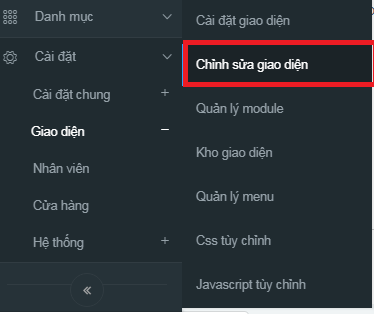 Danh mục
Cài đặt
Cài đặt chung
Giao diện
Nhân viên
Cửa hàng
Hệ thống
Cài đặt giao diện
Chỉnh sửa giao diện
Quản lý module
Kho giao diện
Quản lý menu
Css tùy chỉnh
Javascript tùy chỉnh